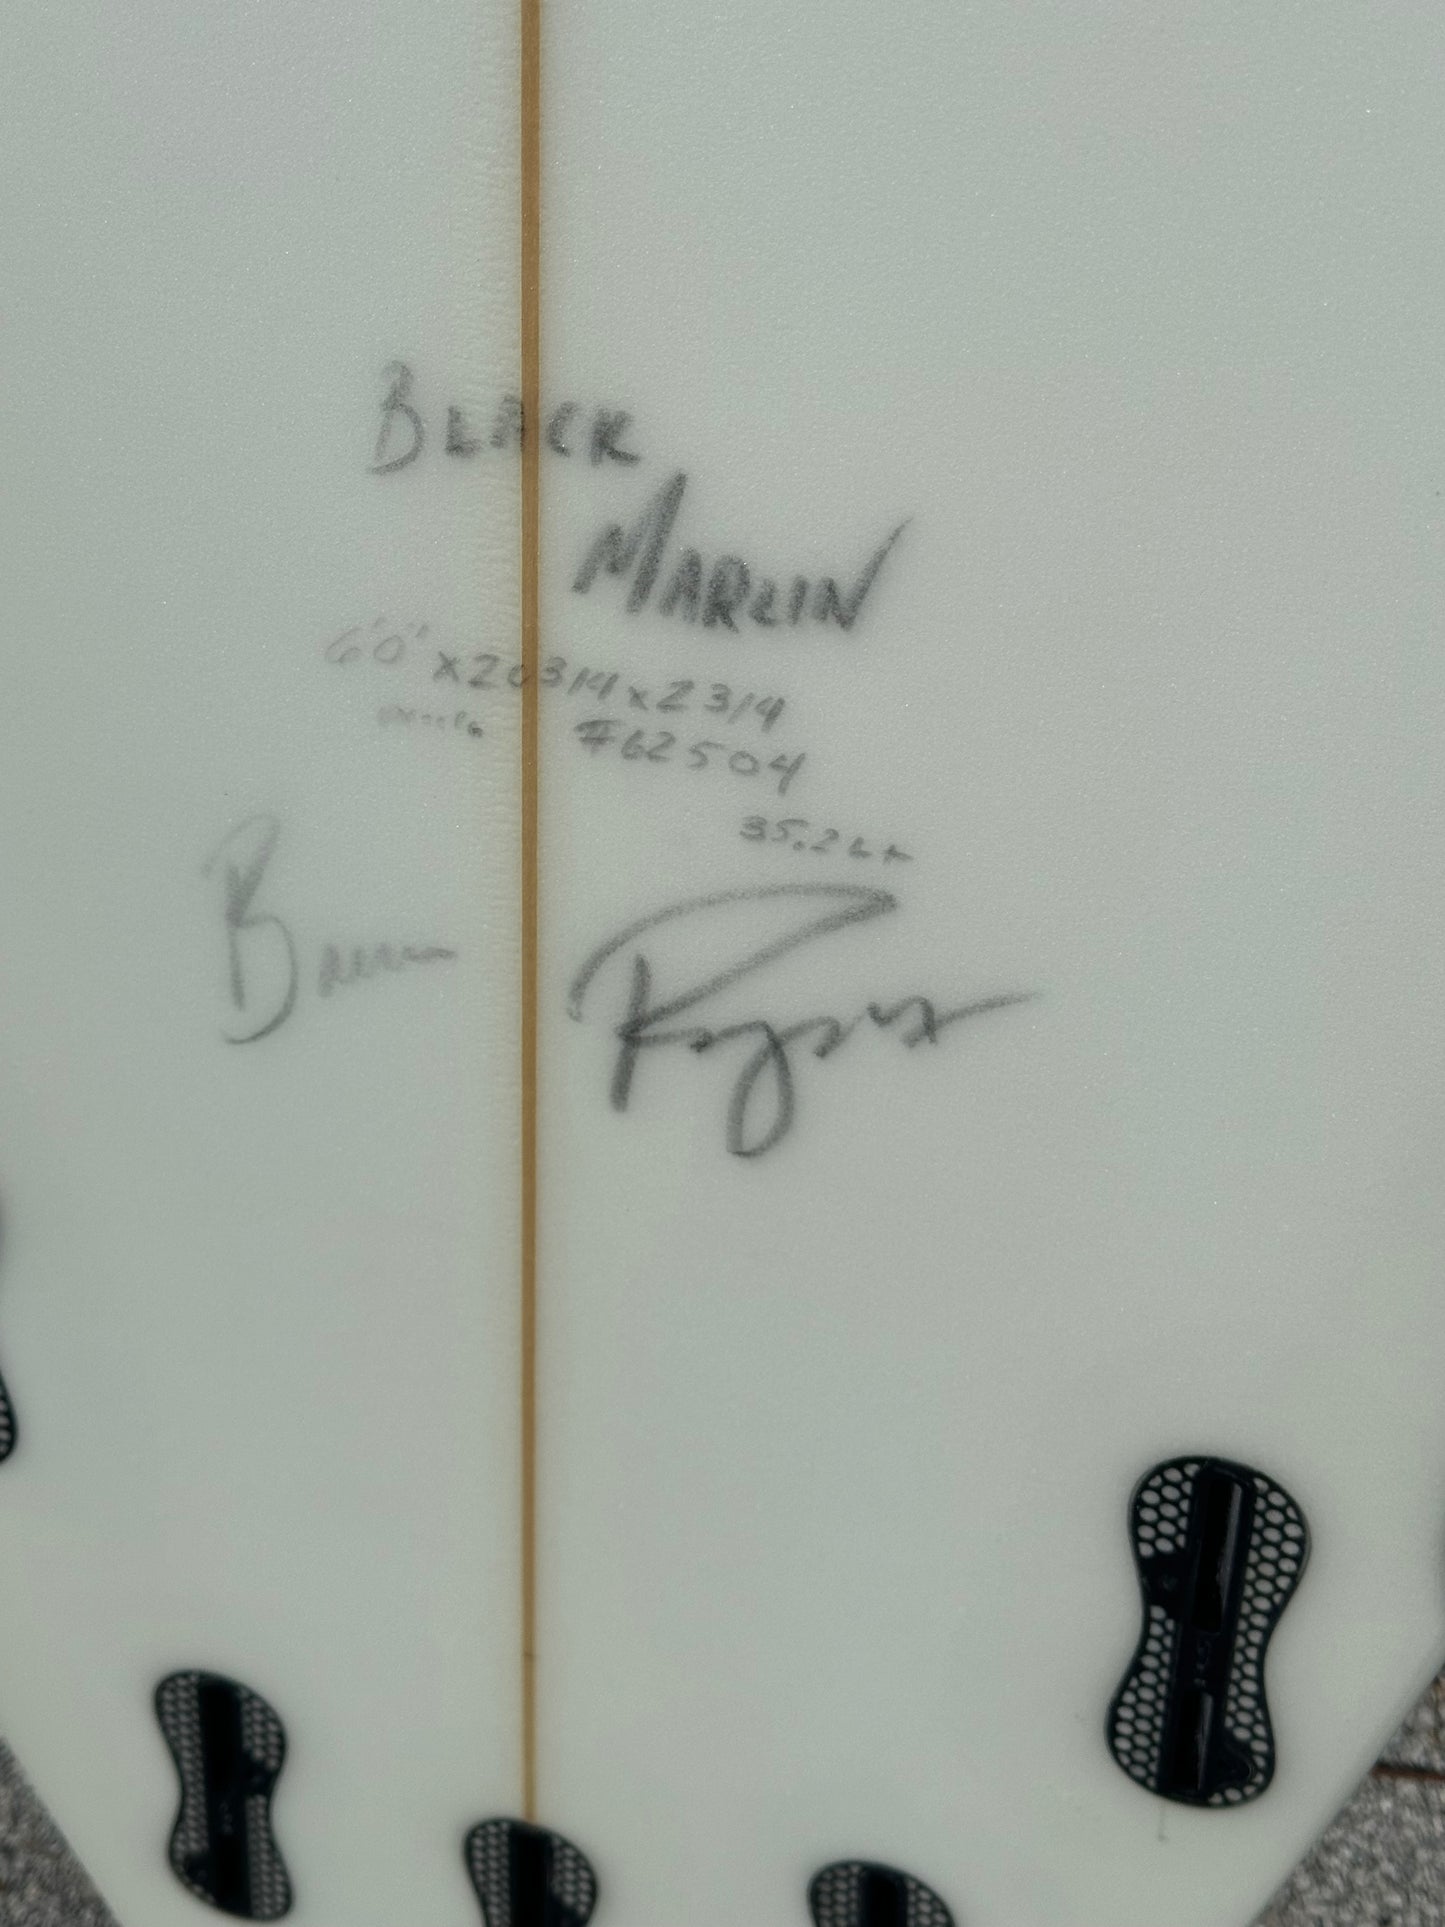 BLACK
MARLIN
6'0" x 20 3/4 x 2 3/4
#62504
35.2 Lt